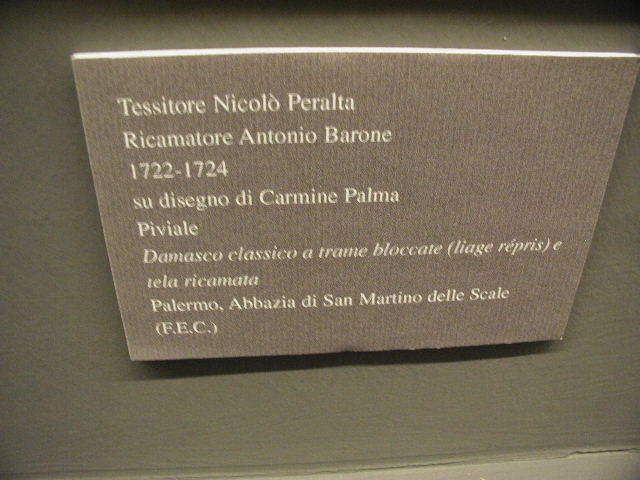 Tessitore Nicolò Peralta
Ricamatore Antonio Barone
1722-1724
su disegno di Carmine Palma
Piviale
Damasco classico a trame bloccate (liage répris) e
tela ricamata
Palermo, Abbazia di San Martino delle Scale
(F.E.C.)